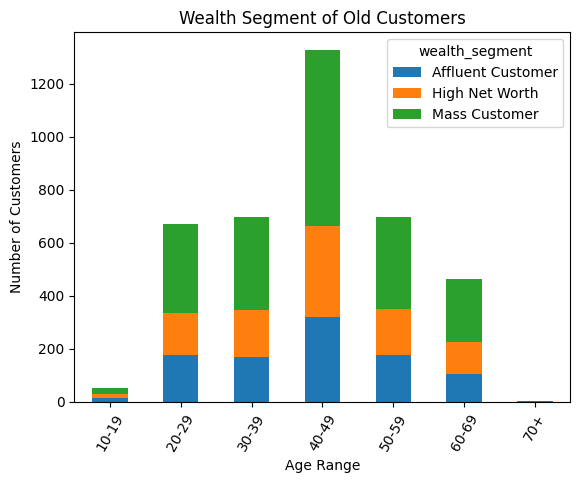 Wealth Segment of Old Customers
wealth_segment
Affluent Customer
High Net Worth
Mass Customer
Number of Customers
1200
1000
800
600
400
200
0
10-19
20-29
30-39
40-49
50-59
60-69
70+
Age Range